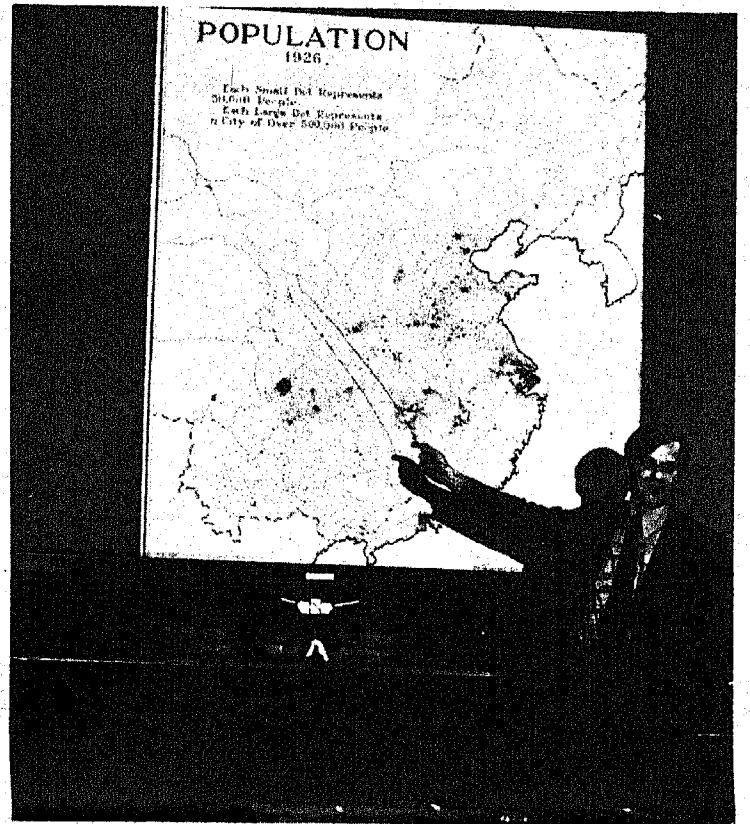 POPULATION
1926.
Each Small Dot Represents
50,000 People.
Each Large Dot Represents
a City of Over 500,000 People